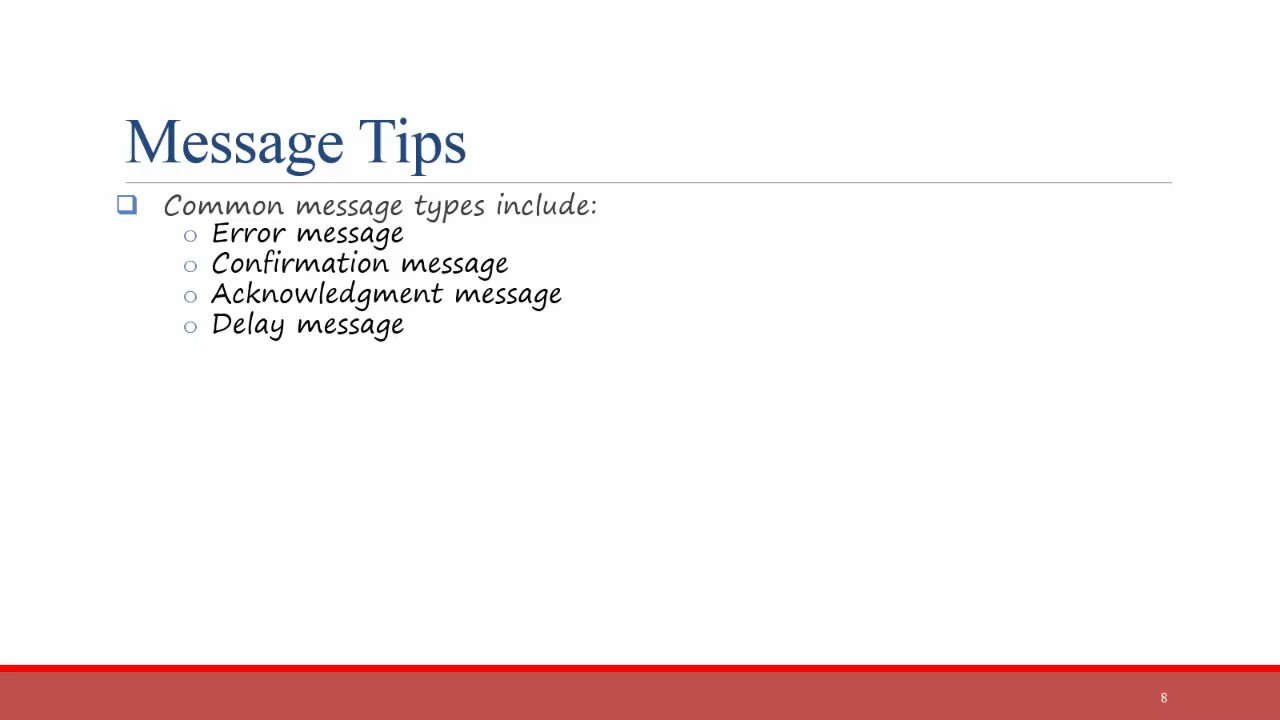 Message Tips
Common message types include:
Error message
Confirmation message
Acknowledgment message
Delay message
8